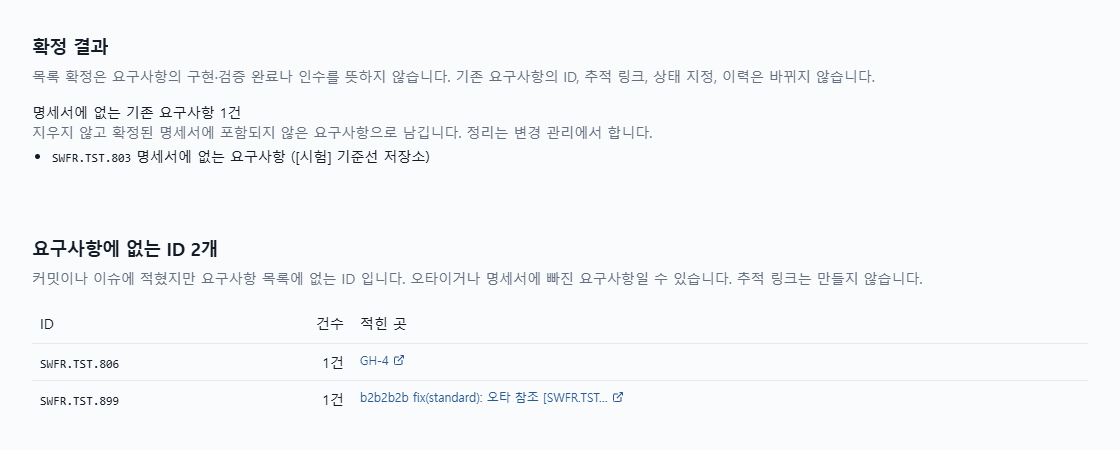 확정 결과
목록 확정은 요구사항의 구현·검증 완료나 인수를 뜻하지 않습니다. 기존 요구사항의 ID, 추적 링크, 상태 지정, 이력은 바뀌지 않습니다.
명세서에 없는 기존 요구사항 1건
지우지 않고 확정된 명세서에 포함되지 않은 요구사항으로 남깁니다. 정리는 변경 관리에서 합니다.
• SWFR.TST.803 명세서에 없는 요구사항 ([시험] 기준선 저장소)
요구사항에 없는 ID 2개
커밋이나 이슈에 적혔지만 요구사항 목록에 없는 ID 입니다. 오타이거나 명세서에 빠진 요구사항일 수 있습니다. 추적 링크는 만들지 않습니다.
ID 건수 적힌 곳
SWFR.TST.806 1건 GH-4
SWFR.TST.899 1건 b2b2b2b fix(standard): 오타 참조 [SWFR.TST...